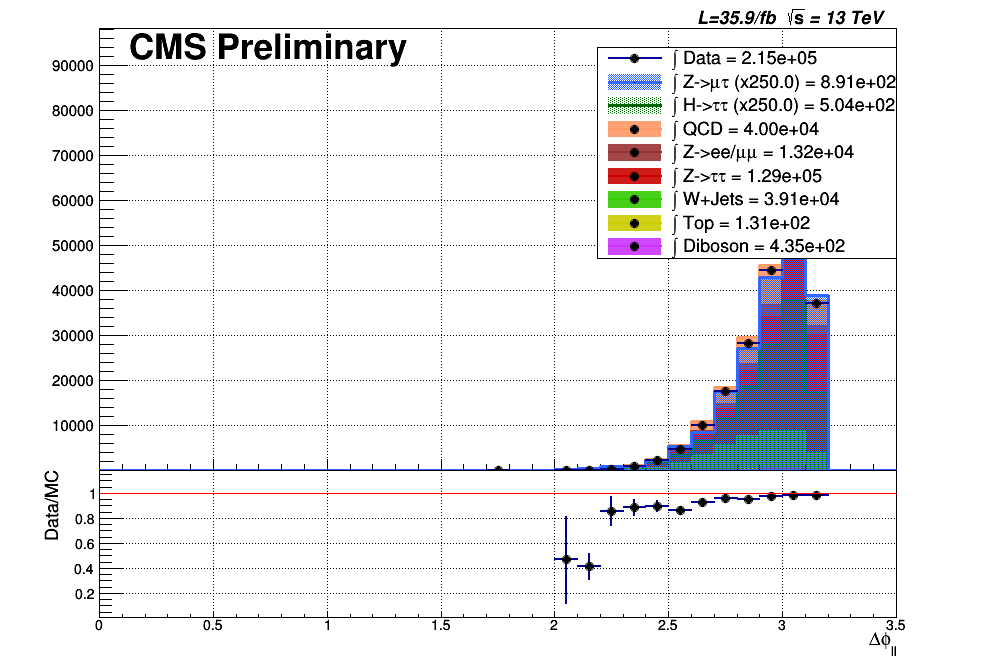 L=35.9/fb √s = 13 TeV
CMS Preliminary
∫ Data = 2.15e+05
∫ Z->μτ (x250.0) = 8.91e+02
∫ H->ττ (x250.0) = 5.04e+02
∫ QCD = 4.00e+04
∫ Z->ee/μμ = 1.32e+04
∫ Z->ττ = 1.29e+05
∫ W+Jets = 3.91e+04
∫ Top = 1.31e+02
∫ Diboson = 4.35e+02
90000
80000
70000
60000
50000
40000
30000
20000
10000
Data/MC
1
0.8
0.6
0.4
0.2
0 0.5 1 1.5 2 2.5 3 3.5
Δϕ_||